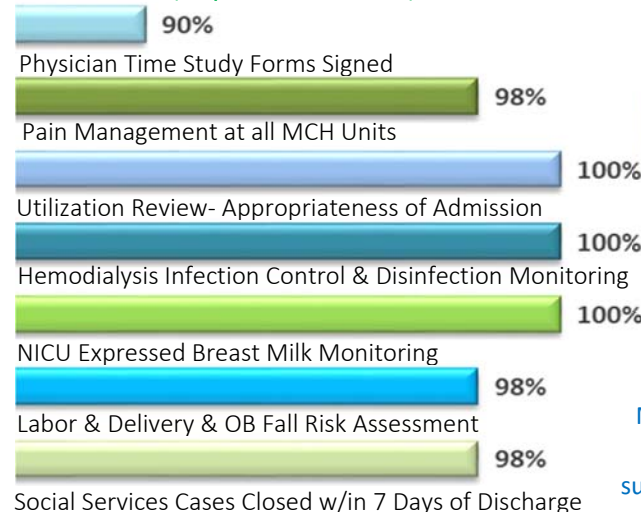 90%
Physician Time Study Forms Signed
98%
Pain Management at all MCH Units
100%
Utilization Review- Appropriateness of Admission
100%
Hemodialysis Infection Control & Disinfection Monitoring
100%
NICU Expressed Breast Milk Monitoring
98%
Labor & Delivery & OB Fall Risk Assessment
98%
Social Services Cases Closed w/in 7 Days of Discharge